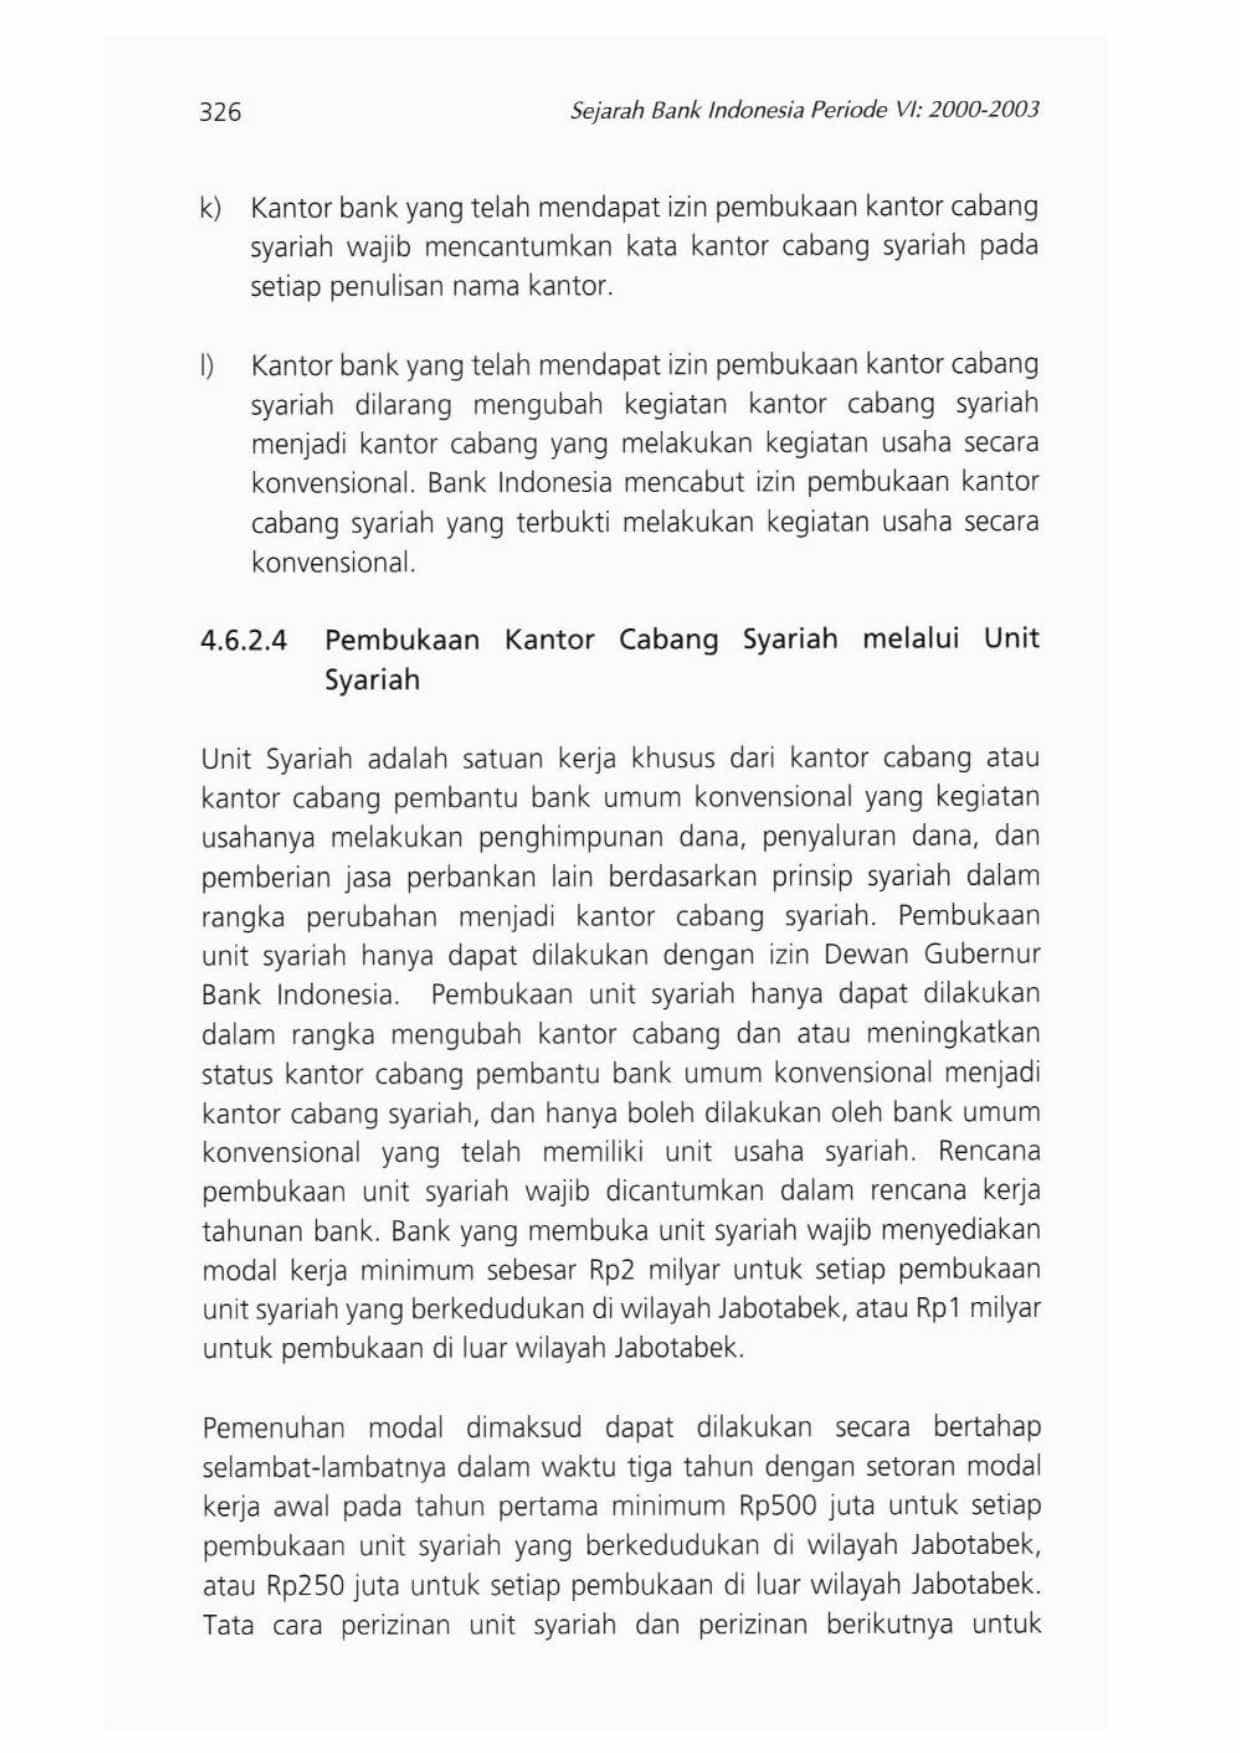 326
Sejarah Bank Indonesia Periode VI: 2000-2003
k) Kantor bank yang telah mendapat izin pembukaan kantor cabang
syariah wajib mencantumkan kata kantor cabang syariah pada
setiap penulisan nama kantor.
l) Kantor bank yang telah mendapat izin pembukaan kantor cabang
syariah dilarang mengubah kegiatan kantor cabang syariah
menjadi kantor cabang yang melakukan kegiatan usaha secara
konvensional. Bank Indonesia mencabut izin pembukaan kantor
cabang syariah yang terbukti melakukan kegiatan usaha secara
konvensional.
4.6.2.4 Pembukaan Kantor Cabang Syariah melalui Unit
Syariah
Unit Syariah adalah satuan kerja khusus dari kantor cabang atau
kantor cabang pembantu bank umum konvensional yang kegiatan
usahanya melakukan penghimpunan dana, penyaluran dana, dan
pemberian jasa perbankan lain berdasarkan prinsip syariah dalam
rangka perubahan menjadi kantor cabang syariah. Pembukaan
unit syariah hanya dapat dilakukan dengan izin Dewan Gubernur
Bank Indonesia. Pembukaan unit syariah hanya dapat dilakukan
dalam rangka mengubah kantor cabang dan atau meningkatkan
status kantor cabang pembantu bank umum konvensional menjadi
kantor cabang syariah, dan hanya boleh dilakukan oleh bank umum
konvensional yang telah memiliki unit usaha syariah. Rencana
pembukaan unit syariah wajib dicantumkan dalam rencana kerja
tahunan bank. Bank yang membuka unit syariah wajib menyediakan
modal kerja minimum sebesar Rp2 milyar untuk setiap pembukaan
unit syariah yang berkedudukan di wilayah Jabotabek, atau Rp1 milyar
untuk pembukaan di luar wilayah Jabotabek.
Pemenuhan modal dimaksud dapat dilakukan secara bertahap
selambat-lambatnya dalam waktu tiga tahun dengan setoran modal
kerja awal pada tahun pertama minimum Rp500 juta untuk setiap
pembukaan unit syariah yang berkedudukan di wilayah Jabotabek,
atau Rp250 juta untuk setiap pembukaan di luar wilayah Jabotabek.
Tata cara perizinan unit syariah dan perizinan berikutnya untuk